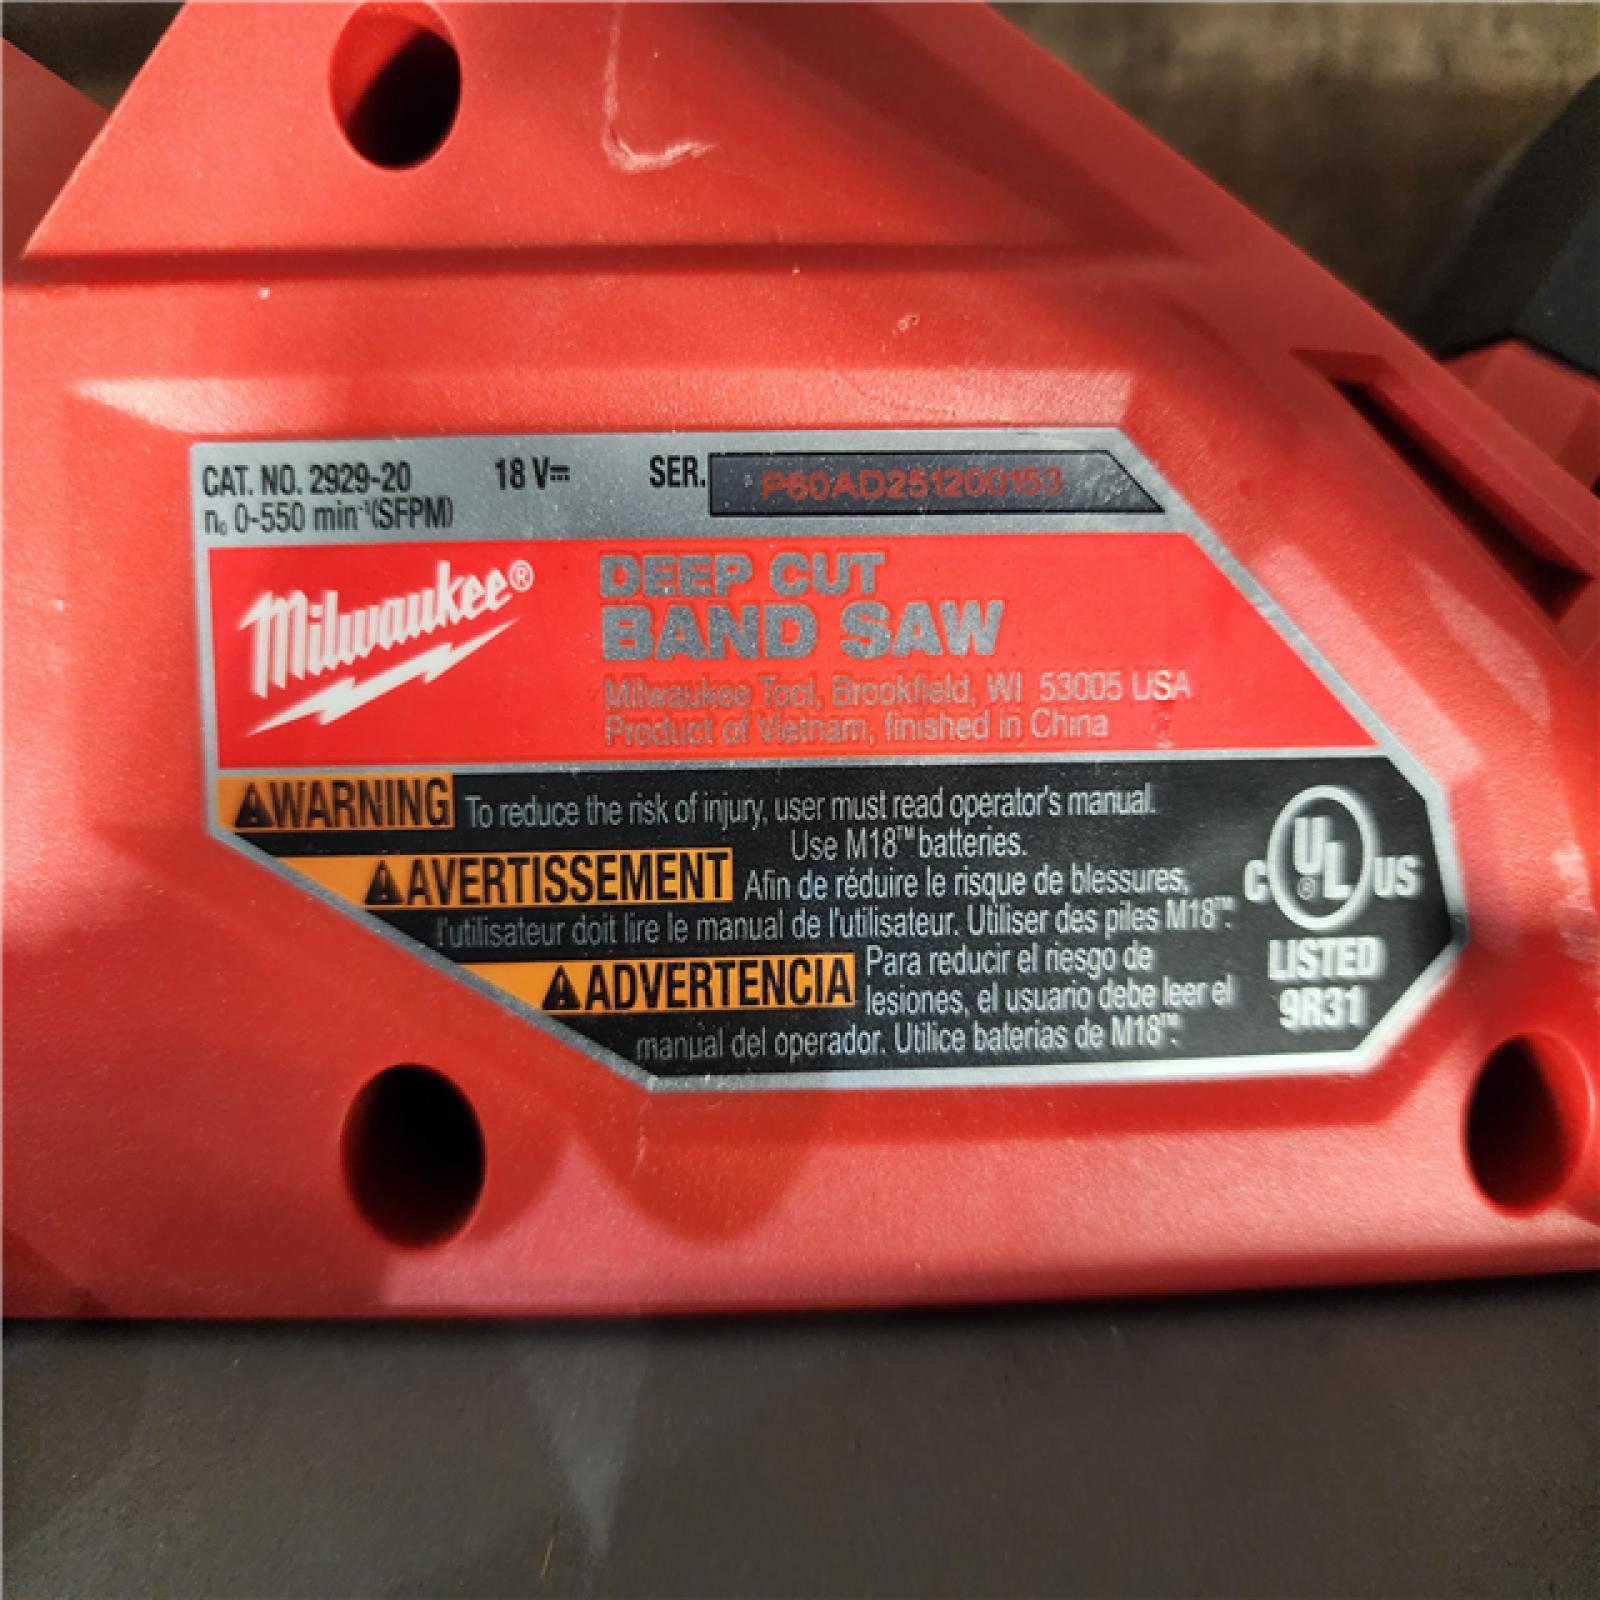 CAT. NO. 2929-20 18 V⎓ SER. P60AD251200153
n₀ 0-550 min⁻¹(SFPM)
Milwaukee®
DEEP CUT
BAND SAW
Milwaukee Tool, Brookfield, WI 53005 USA
Product of Vietnam, finished in China
⚠WARNING To reduce the risk of injury, user must read operator's manual.
Use M18™ batteries.
⚠AVERTISSEMENT Afin de réduire le risque de blessures,
l'utilisateur doit lire le manual de l'utilisateur. Utiliser des piles M18™.
⚠ADVERTENCIA Para reducir el riesgo de
lesiones, el usuario debe leer el
manual del operador. Utilice baterias de M18™.
C UL® US
LISTED
9R31